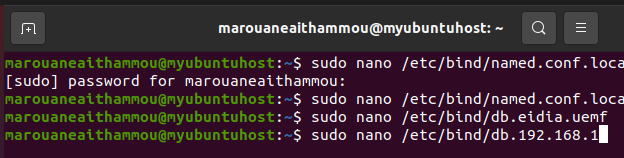 marouaneaithammou@myubuntuhost: ~
marouaneaithammou@myubuntuhost:~$ sudo nano /etc/bind/named.conf.loca
[sudo] password for marouaneaithammou:
marouaneaithammou@myubuntuhost:~$ sudo nano /etc/bind/named.conf.loca
marouaneaithammou@myubuntuhost:~$ sudo nano /etc/bind/db.eidia.uemf
marouaneaithammou@myubuntuhost:~$ sudo nano /etc/bind/db.192.168.1